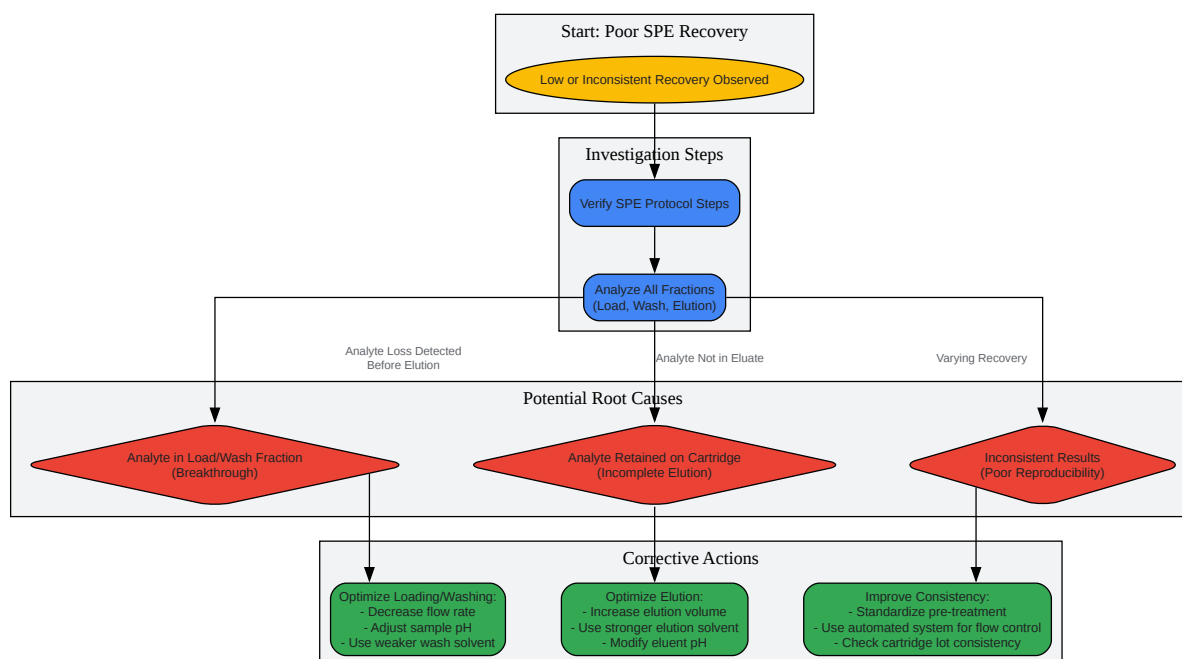 Start: Poor SPE Recovery
Low or Inconsistent Recovery Observed
Investigation Steps
Verify SPE Protocol Steps
Analyze All Fractions
(Load, Wash, Elution)
Analyte Loss Detected
Before Elution
Analyte Not in Eluate
Varying Recovery
Potential Root Causes
Analyte in Load/Wash Fraction
(Breakthrough)
Analyte Retained on Cartridge
(Incomplete Elution)
Inconsistent Results
(Poor Reproducibility)
Corrective Actions
Optimize Loading/Washing:
- Decrease flow rate
- Adjust sample pH
- Use weaker wash solvent
Optimize Elution:
- Increase elution volume
- Use stronger elution solvent
- Modify eluent pH
Improve Consistency:
- Standardize pre-treatment
- Use automated system for flow control
- Check cartridge lot consistency